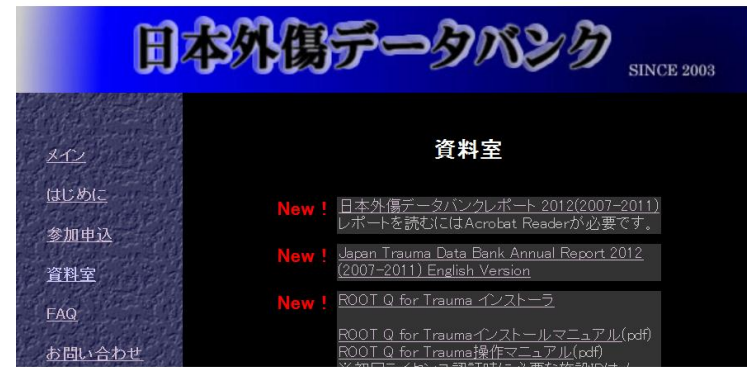 日本外傷データバンク
SINCE 2003
メイン
はじめに
参加申込
資料室
FAQ
お問い合わせ
資料室
New！ 日本外傷データバンクレポート 2012(2007-2011)
レポートを読むにはAcrobat Readerが必要です。
New！ Japan Trauma Data Bank Annual Report 2012
(2007-2011) English Version
New！ ROOT Q for Trauma インストーラ
ROOT Q for Traumaインストールマニュアル(pdf)
ROOT Q for Trauma操作マニュアル(pdf)